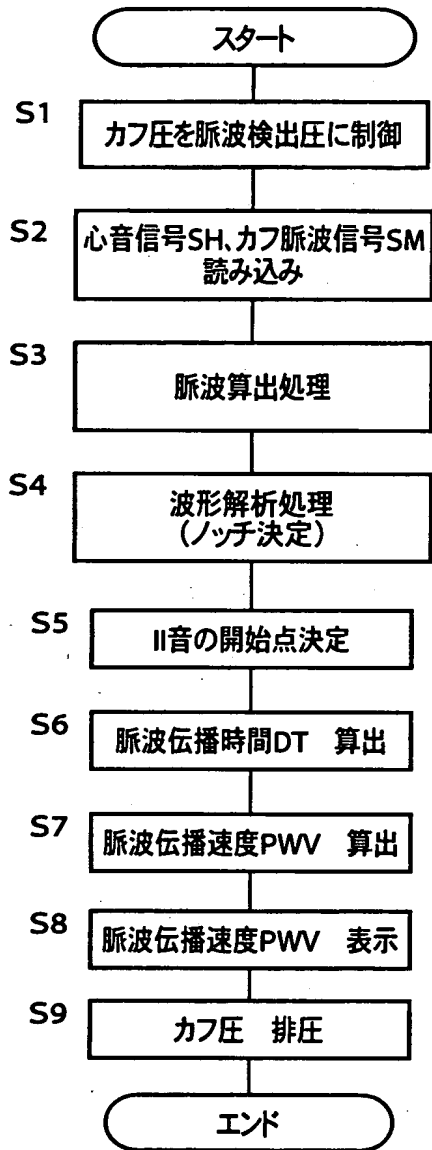 スタート
S1
カフ圧を脈波検出圧に制御
S2
心音信号SH、カフ脈波信号SM
読み込み
S3
脈波算出処理
S4
波形解析処理
(ノッチ決定)
S5
II音の開始点決定
S6
脈波伝播時間DT 算出
S7
脈波伝播速度PWV 算出
S8
脈波伝播速度PWV 表示
S9
カフ圧 排圧
エンド